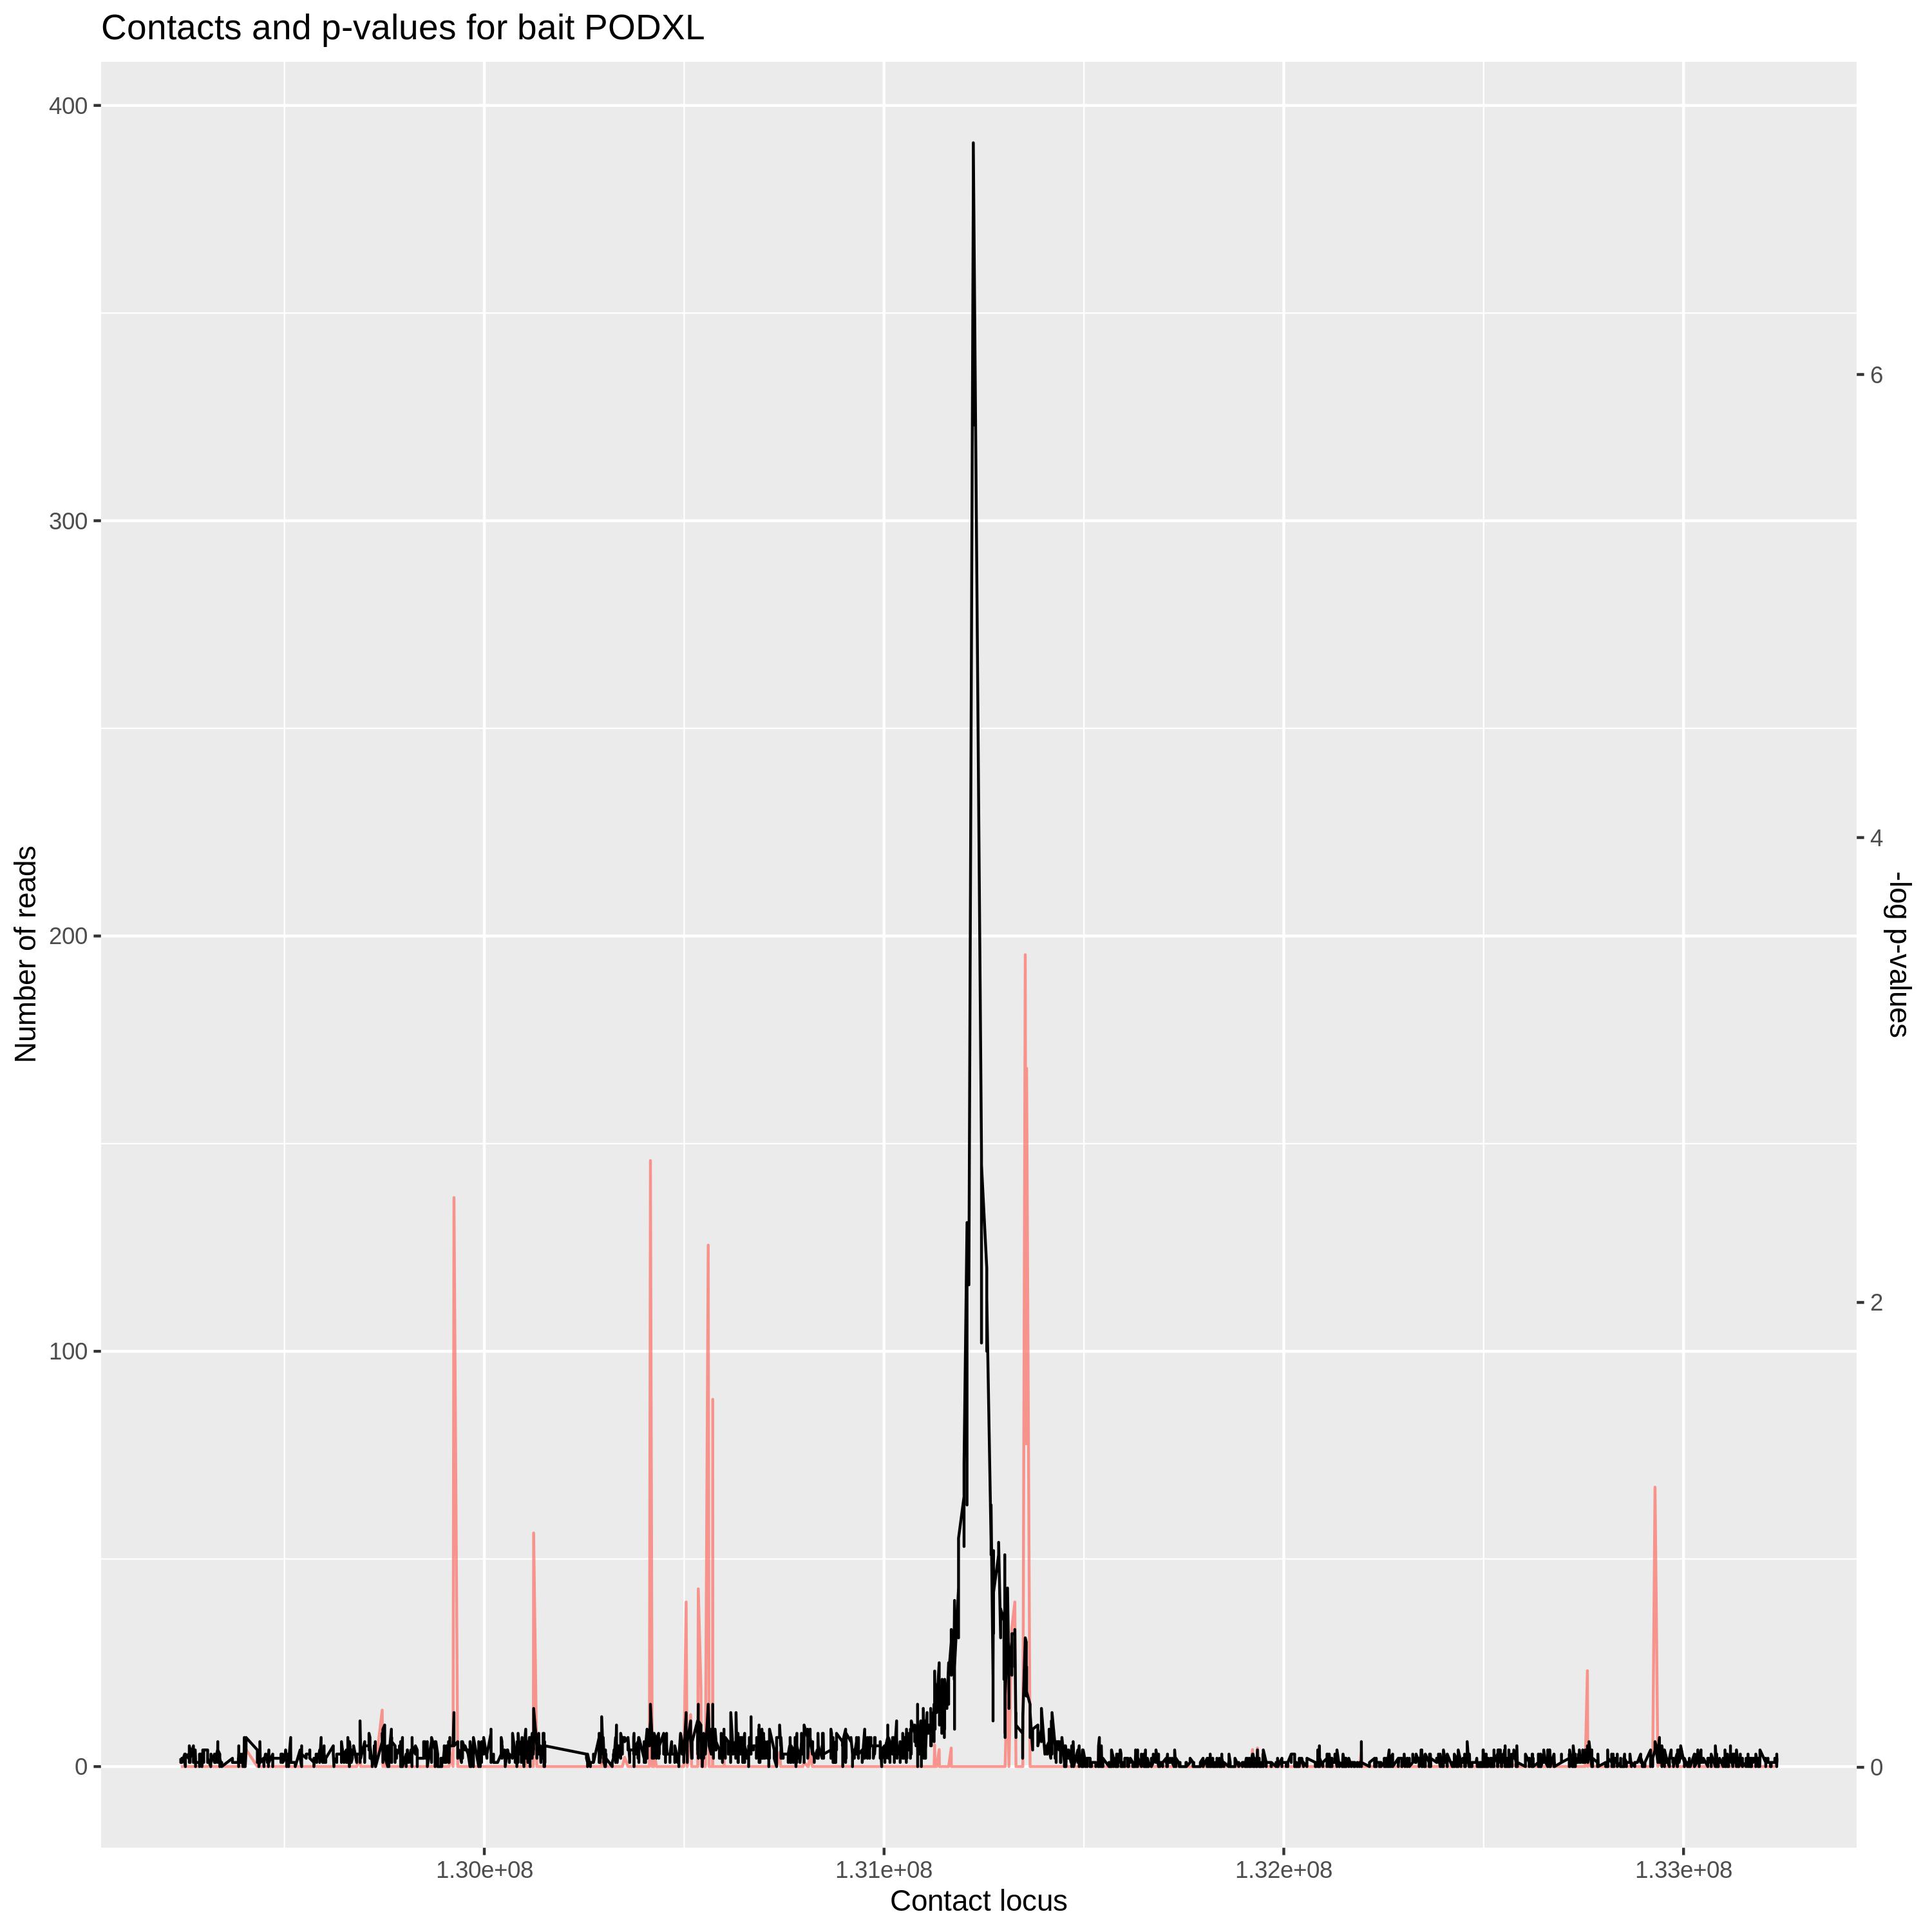 Contacts and p-values for bait PODXL
400
300
200
100
0
Number of reads
6
4
2
0
-log p-values
1.30e+08
1.31e+08
1.32e+08
1.33e+08
Contact locus